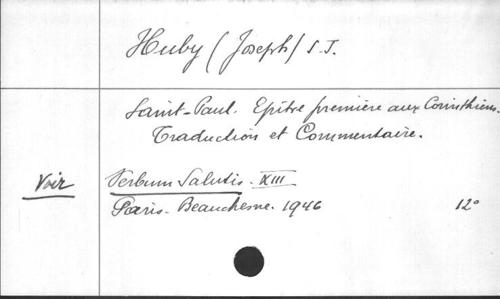 Huby (Joseph) S.J.
Saint-Paul. Epître première aux Corinthiens.
Traduction et Commentaire.
Voir Verbum Salutis. XIII
Paris. Beauchesne. 1946 12°